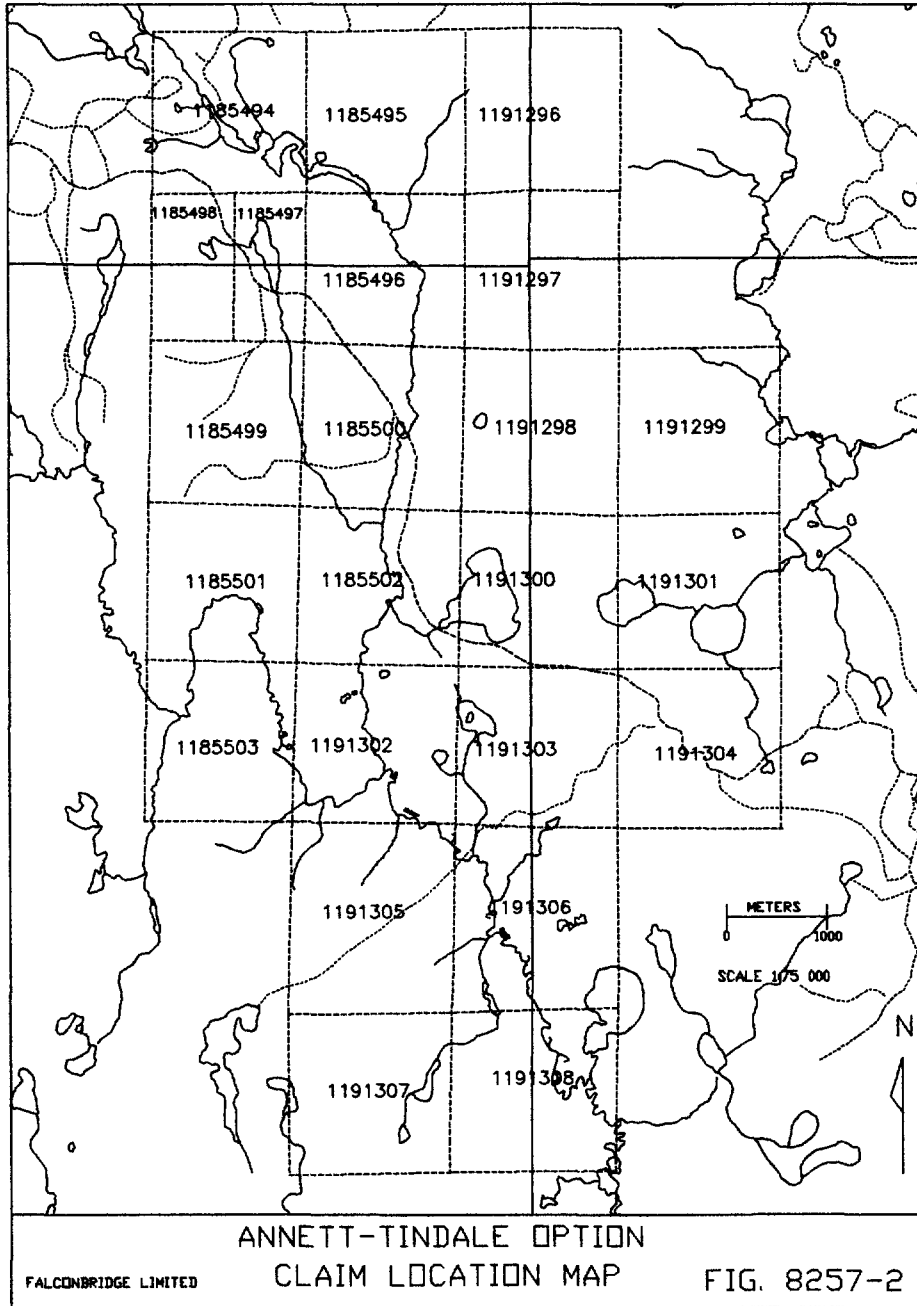 1185494 1185495 1191296
1185498 1185497
1185496 1191297
1185499 1185500 1191298 1191299
1185501 1185502 1191300 1191301
1185503 1191302 1191303 1191304
1191305 1191306
METERS
0 1000
SCALE 1:75 000
N
1191307 1191308
ANNETT-TINDALE OPTION
CLAIM LOCATION MAP
FALCONBRIDGE LIMITED
FIG. 8257-2